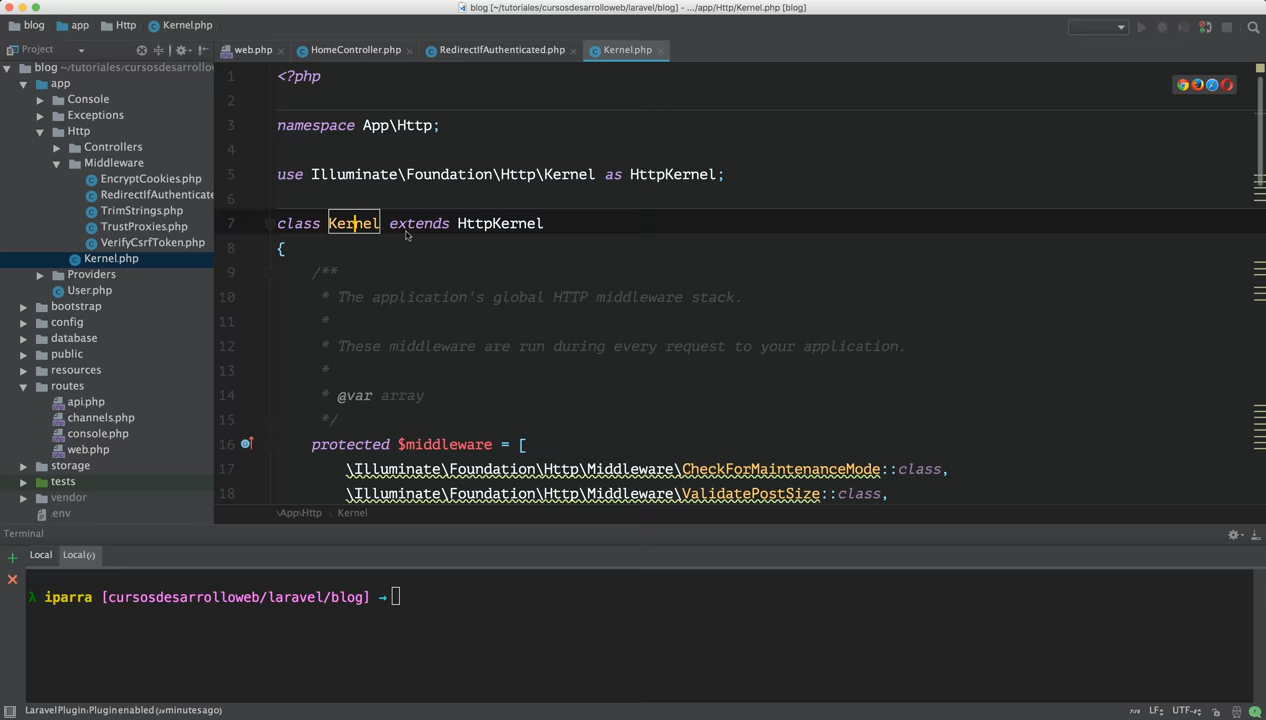 blog [~/tutoriales/cursosdesarrolloweb/laravel/blog] - .../app/Http/Kernel.php [blog]
blog app Http Kernel.php
Project
web.php HomeController.php RedirectIfAuthenticated.php Kernel.php
blog ~/tutoriales/cursosdesarrollow
app
Console
Exceptions
Http
Controllers
Middleware
EncryptCookies.php
RedirectIfAuthenticate
TrimStrings.php
TrustProxies.php
VerifyCsrfToken.php
Kernel.php
Providers
User.php
bootstrap
config
database
public
resources
routes
api.php
channels.php
console.php
web.php
storage
tests
vendor
.env
1 <?php
2
3 namespace App\Http;
4
5 use Illuminate\Foundation\Http\Kernel as HttpKernel;
6
7 class Kernel extends HttpKernel
8 {
9 /**
10 * The application's global HTTP middleware stack.
11 *
12 * These middleware are run during every request to your application.
13 *
14 * @var array
15 */
16 protected $middleware = [
17 \Illuminate\Foundation\Http\Middleware\CheckForMaintenanceMode::class,
18 \Illuminate\Foundation\Http\Middleware\ValidatePostSize::class,
\App\Http › Kernel
Terminal
Local Local
λ iparra [cursosdesarrolloweb/laravel/blog] →
Laravel Plugin: Plugin enabled minutes ago)
LF UTF-